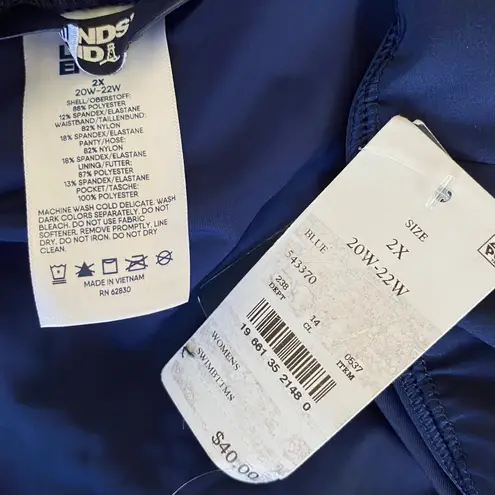 NDS'
ND
2X
20W-22W
SHELL/OBERSTOFF:
88% POLYESTER
12% SPANDEX/ELASTANE
WAISTBAND/TAILLENBUND:
82% NYLON
18% SPANDEX/ELASTANE
PANTY/HOSE:
82% NYLON
18% SPANDEX/ELASTANE
LINING/FUTTER:
87% POLYESTER
13% SPANDEX/ELASTANE
POCKET/TASCHE:
100% POLYESTER
MACHINE WASH COLD DELICATE. WASH
DARK COLORS SEPARATELY. DO NOT
BLEACH. DO NOT USE FABRIC
SOFTENER. REMOVE PROMPTLY. LINE
DRY. DO NOT IRON. DO NOT DRY
CLEAN.
MADE IN VIETNAM
RN 62830
SIZE
2X
20W-22W
BLUE
543370
238
DEPT
14
CL
0537
ITEM
19 661 35 2148 0
WOMENS
SWIMBTTMS
$40.00